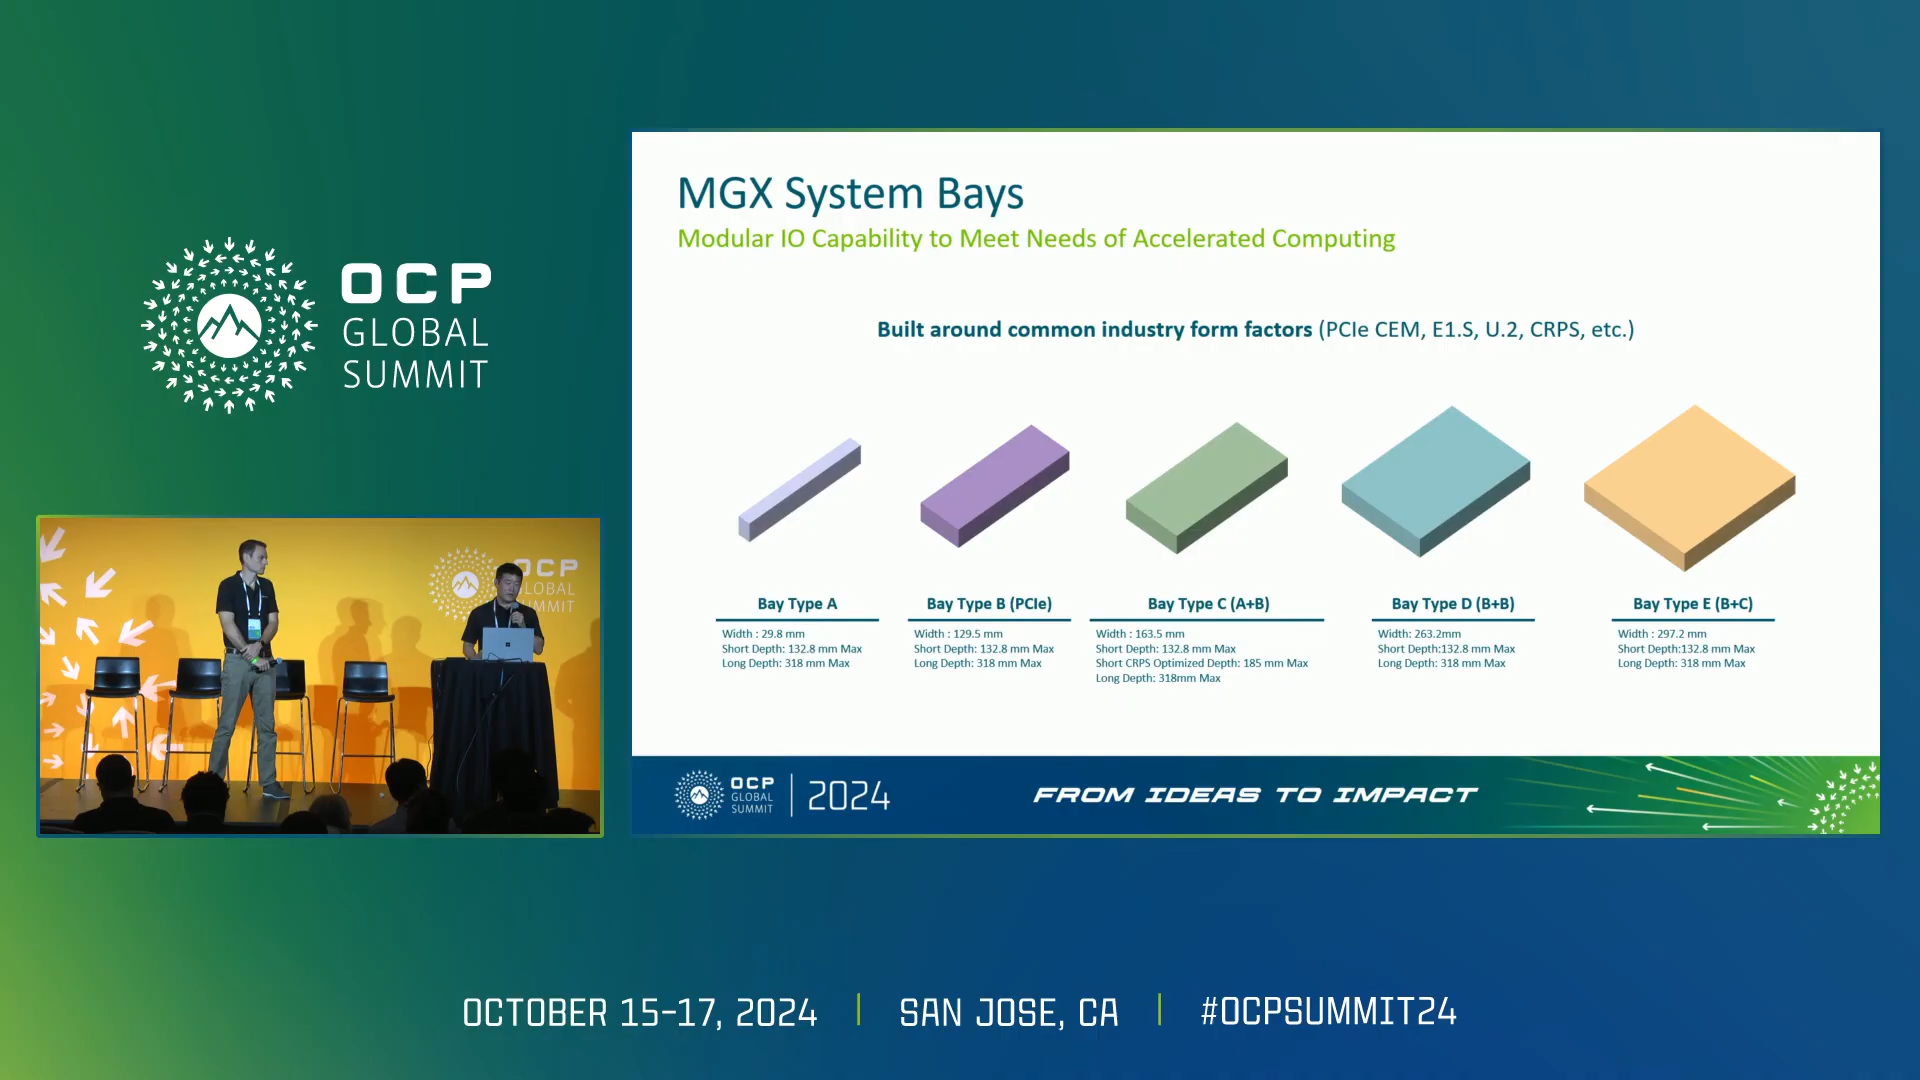 OCP
GLOBAL
SUMMIT
OCP
GLOBAL
SUMMIT
MGX System Bays
Modular IO Capability to Meet Needs of Accelerated Computing
Built around common industry form factors (PCIe CEM, E1.S, U.2, CRPS, etc.)
Bay Type A
Width : 29.8 mm
Short Depth: 132.8 mm Max
Long Depth: 318 mm Max
Bay Type B (PCIe)
Width : 129.5 mm
Short Depth: 132.8 mm Max
Long Depth: 318 mm Max
Bay Type C (A+B)
Width : 163.5 mm
Short Depth: 132.8 mm Max
Short CRPS Optimized Depth: 185 mm Max
Long Depth: 318mm Max
Bay Type D (B+B)
Width: 263.2mm
Short Depth:132.8 mm Max
Long Depth: 318 mm Max
Bay Type E (B+C)
Width : 297.2 mm
Short Depth:132.8 mm Max
Long Depth: 318 mm Max
OCP
GLOBAL
SUMMIT
2024
FROM IDEAS TO IMPACT
OCTOBER 15-17, 2024 | SAN JOSE, CA | #OCPSUMMIT24